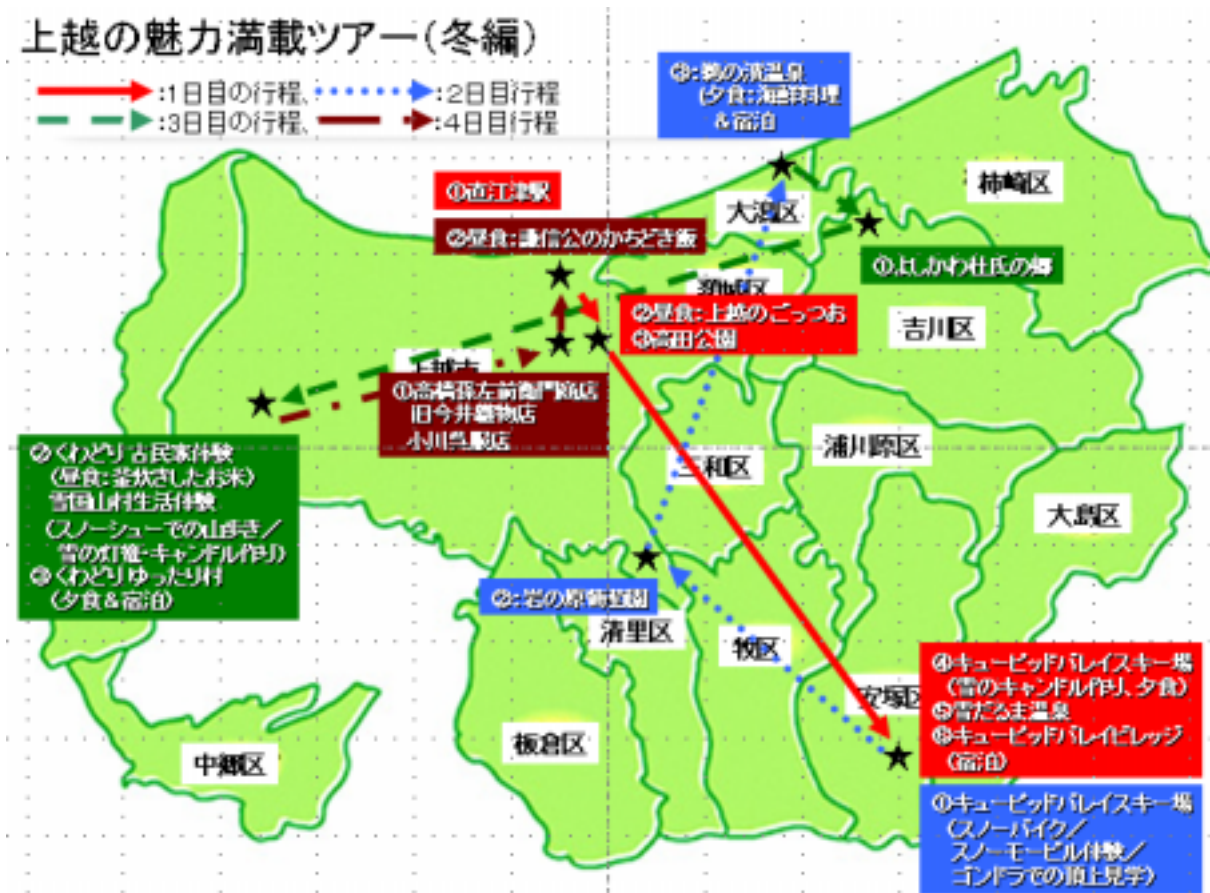 上越の魅力満載ツアー(冬編)
:1日目の行程、
:2日目行程
:3日目の行程、
:4日目行程
③:鵜の浜温泉
(夕食:海鮮料理
&宿泊
柿崎区
大潟区
①直江津駅
②昼食:謙信公のかちどき飯
①よしかわ杜氏の郷
頸城区
②昼食:上越のごっつお
③高田公園
吉川区
上越市
①高橋孫左衛門商店
旧今井染物店
小川呉服店
②くわどり古民家体験
(昼食:釜炊きしたお米)
雪国山村生活体験
(スノーシューでの山歩き/
雪の灯籠・キャンドル作り)
③くわどりゆったり村
(夕食&宿泊)
三和区
浦川原区
大島区
②:岩の原葡萄園
清里区
牧区
安塚区
④キューピッドバレイスキー場
(雪のキャンドル作り、夕食)
⑤雪だるま温泉
⑥キューピッドバレイビレッジ
(宿泊)
板倉区
中郷区
①キューピッドバレイスキー場
(スノーバイク/
スノーモービル体験/
ゴンドラでの頂上見学)